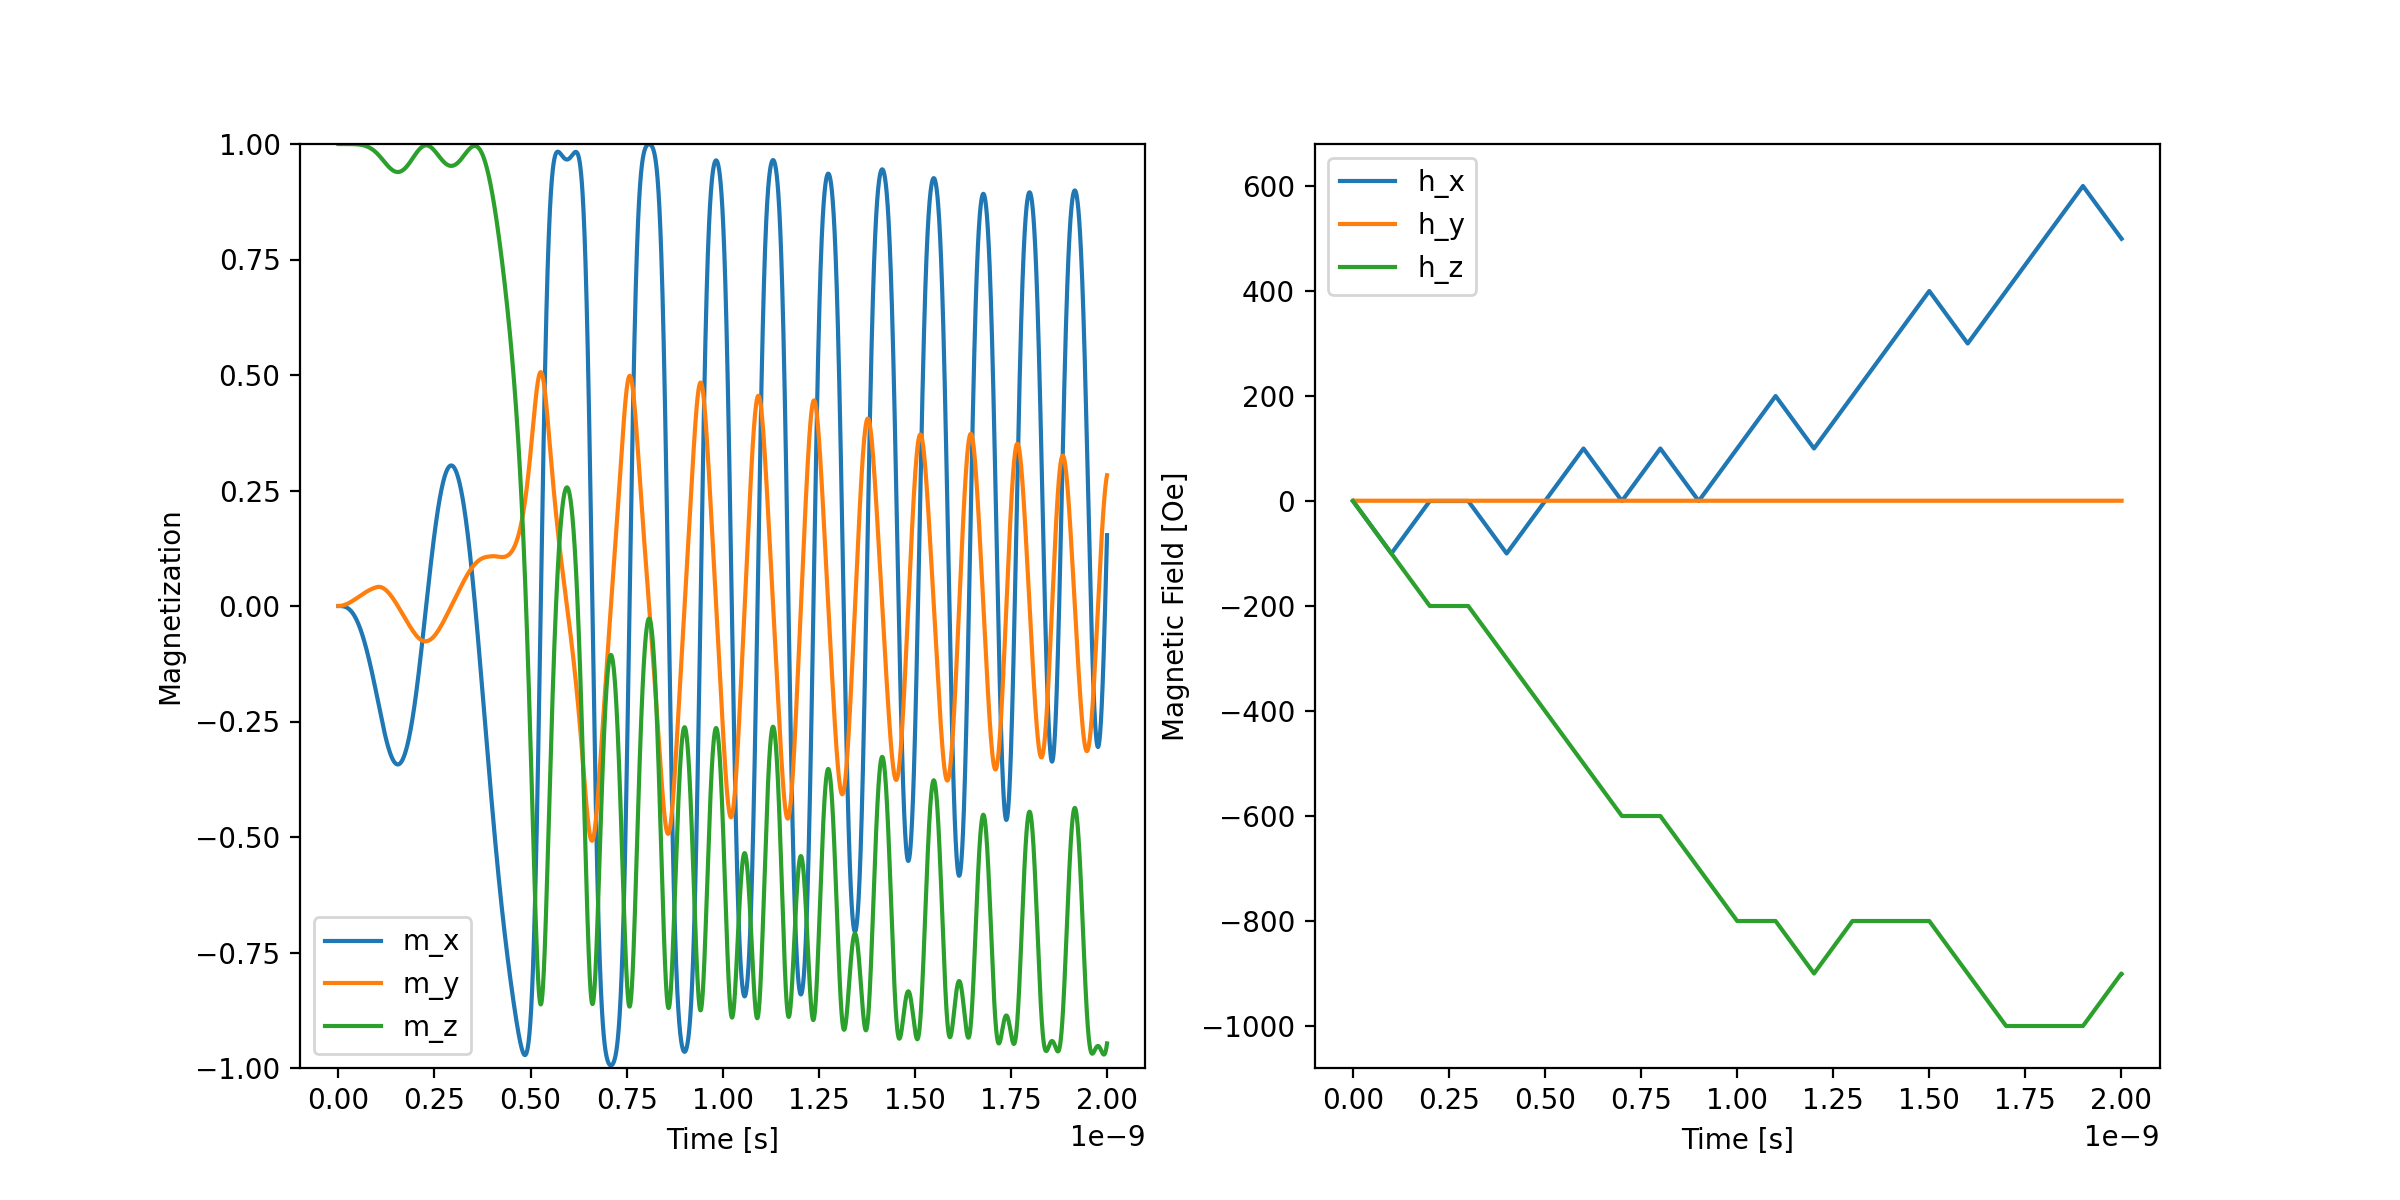 1.00
0.75
0.50
0.25
0.00
−0.25
−0.50
−0.75
−1.00
Magnetization
m_x
m_y
m_z
0.00 0.25 0.50 0.75 1.00 1.25 1.50 1.75 2.00
Time [s]
1e−9
600
400
200
0
−200
−400
−600
−800
−1000
Magnetic Field [Oe]
h_x
h_y
h_z
0.00 0.25 0.50 0.75 1.00 1.25 1.50 1.75 2.00
Time [s]
1e−9